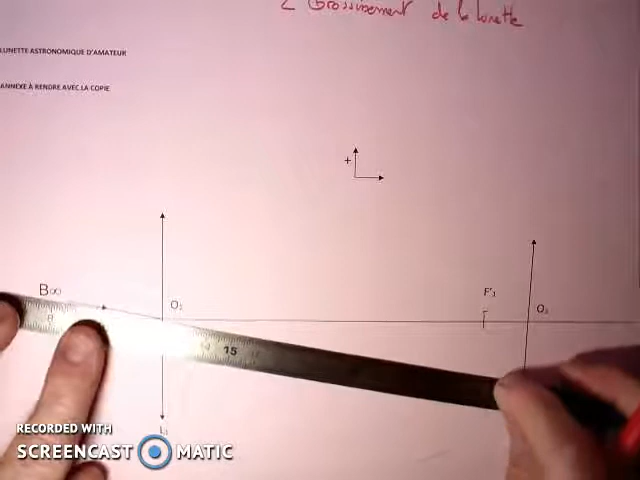 2 Grossissement de la lunette
LUNETTE ASTRONOMIQUE D'AMATEUR
ANNEXE À RENDRE AVEC LA COPIE
+
B∞
O₁
F'₁
O₂
15
L₁
RECORDED WITH
SCREENCAST O MATIC